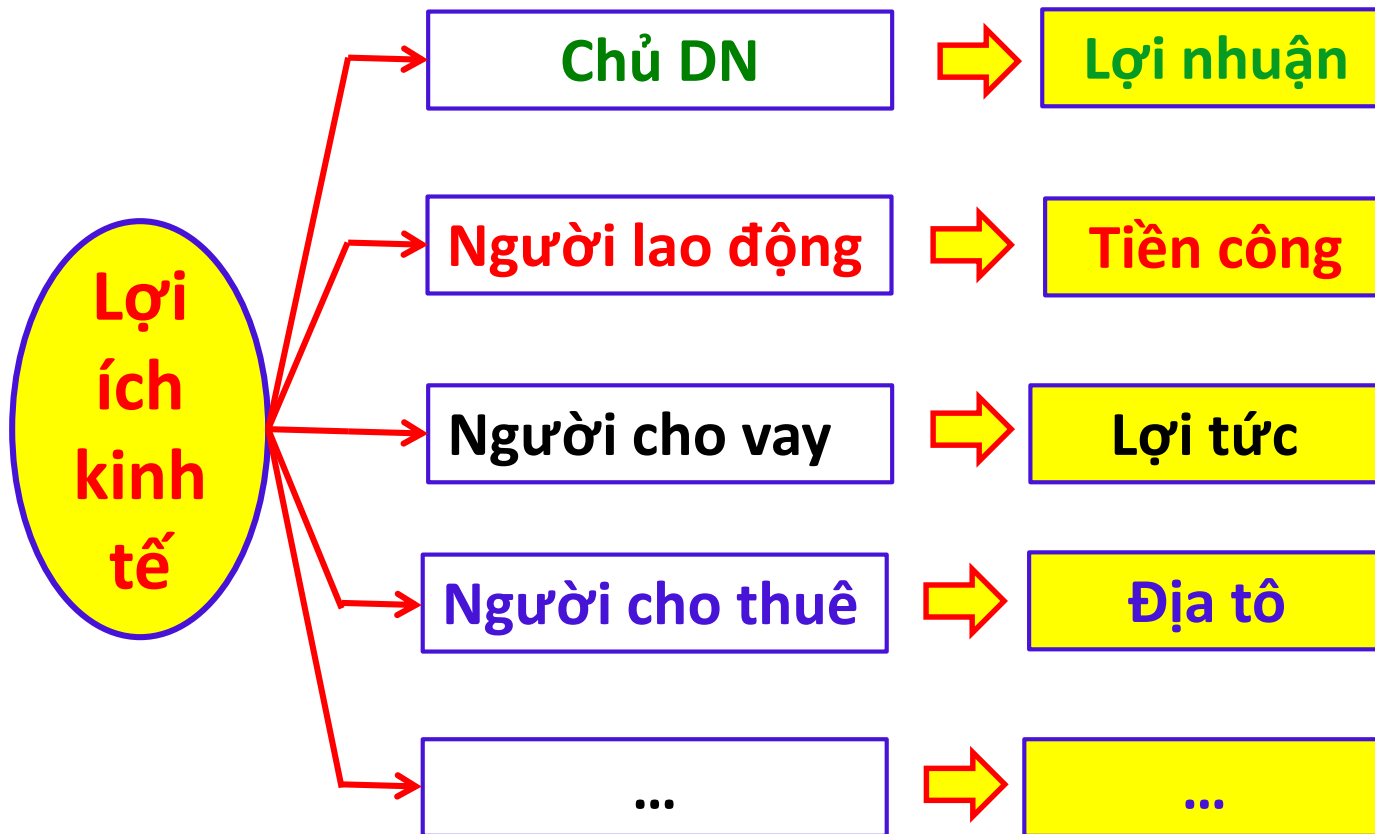 Lợi
ích
kinh
tế
Chủ DN
Lợi nhuận
Người lao động
Tiền công
Người cho vay
Lợi tức
Người cho thuê
Địa tô
...
...